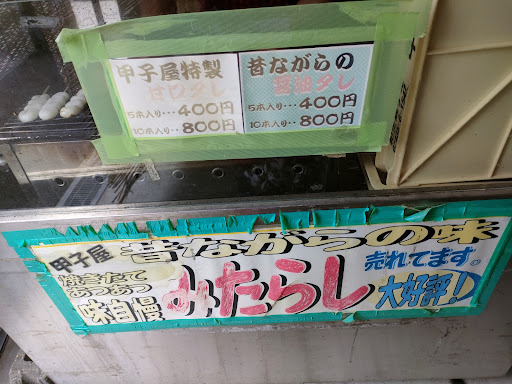 甲子屋特製
甘口タレ
5本入り・・・400円
10本入り・・・800円
昔ながらの
醤油タレ
5本入り・・・400円
10本入り・・・800円
甲子屋
昔ながらの味
焼きたて
あつあつ
味自慢
みたらし
売れてます。
大好評!